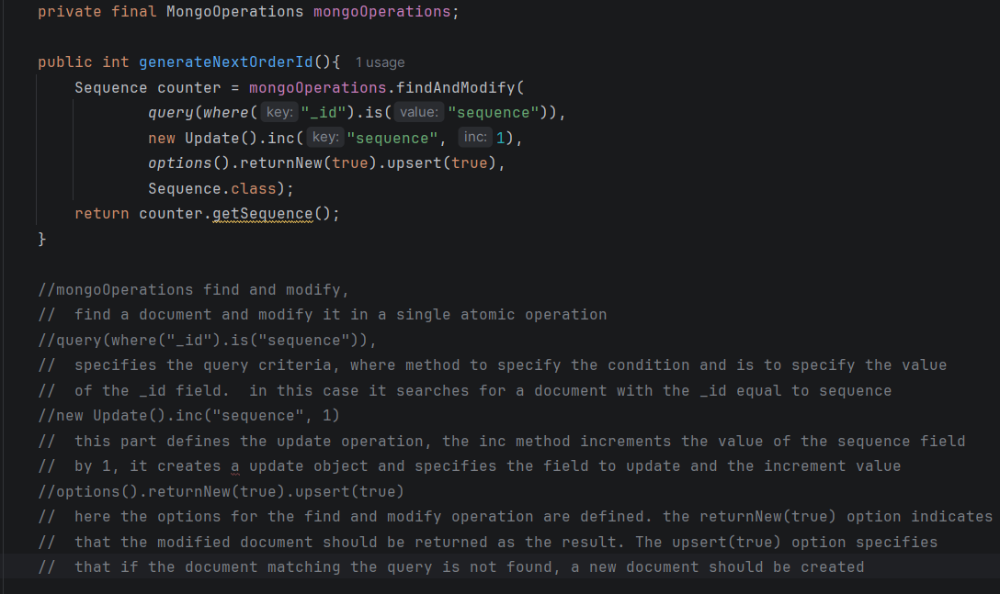 private final MongoOperations mongoOperations;
public int generateNextOrderId(){ 1 usage
Sequence counter = mongoOperations.findAndModify(
query(where( key: "_id").is( value: "sequence")),
new Update().inc( key: "sequence", inc: 1),
options().returnNew(true).upsert(true),
Sequence.class);
return counter.getSequence();
}
//mongoOperations find and modify,
//  find a document and modify it in a single atomic operation
//query(where("_id").is("sequence")),
//  specifies the query criteria, where method to specify the condition and is to specify the value
//  of the _id field.  in this case it searches for a document with the _id equal to sequence
//new Update().inc("sequence", 1)
//  this part defines the update operation, the inc method increments the value of the sequence field
//  by 1, it creates a update object and specifies the field to update and the increment value
//options().returnNew(true).upsert(true)
//  here the options for the find and modify operation are defined. the returnNew(true) option indicates
//  that the modified document should be returned as the result. The upsert(true) option specifies
//  that if the document matching the query is not found, a new document should be created